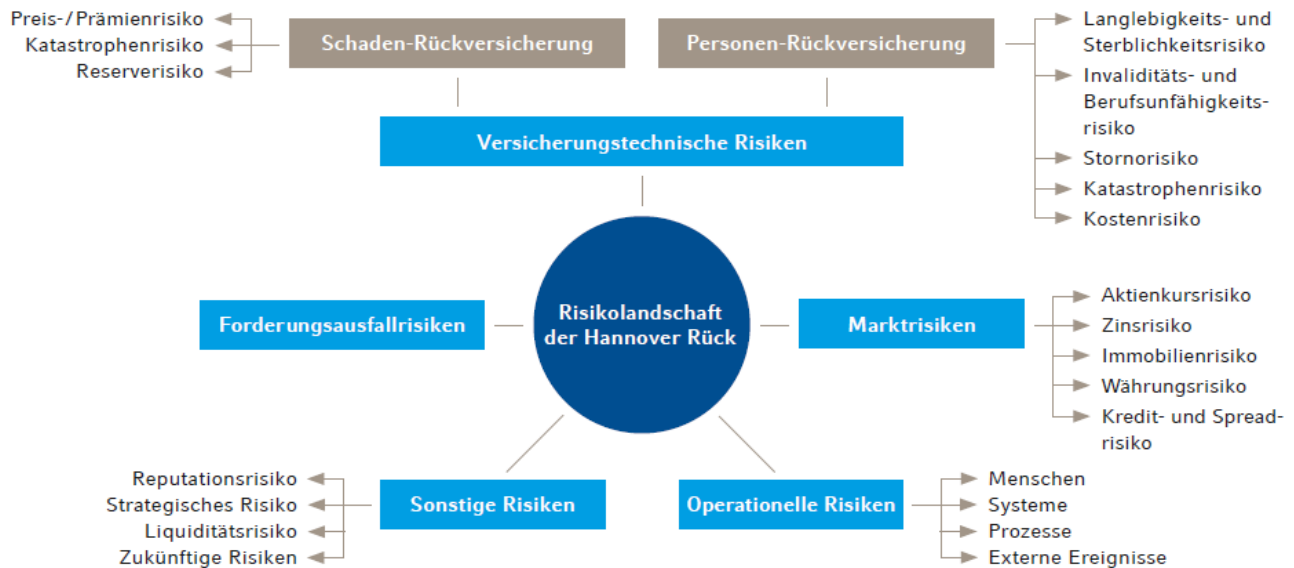 Preis-/Prämienrisiko
Katastrophenrisiko
Reserverisiko
Schaden-Rückversicherung
Personen-Rückversicherung
Langlebigkeits- und
Sterblichkeitsrisiko
Invaliditäts- und
Berufsunfähigkeits-
risiko
Stornorisiko
Katastrophenrisiko
Kostenrisiko
Versicherungstechnische Risiken
Forderungsausfallrisiken
Risikolandschaft
der Hannover Rück
Marktrisiken
Aktienkursrisiko
Zinsrisiko
Immobilienrisiko
Währungsrisiko
Kredit- und Spread-
risiko
Reputationsrisiko
Strategisches Risiko
Liquiditätsrisiko
Zukünftige Risiken
Sonstige Risiken
Operationelle Risiken
Menschen
Systeme
Prozesse
Externe Ereignisse